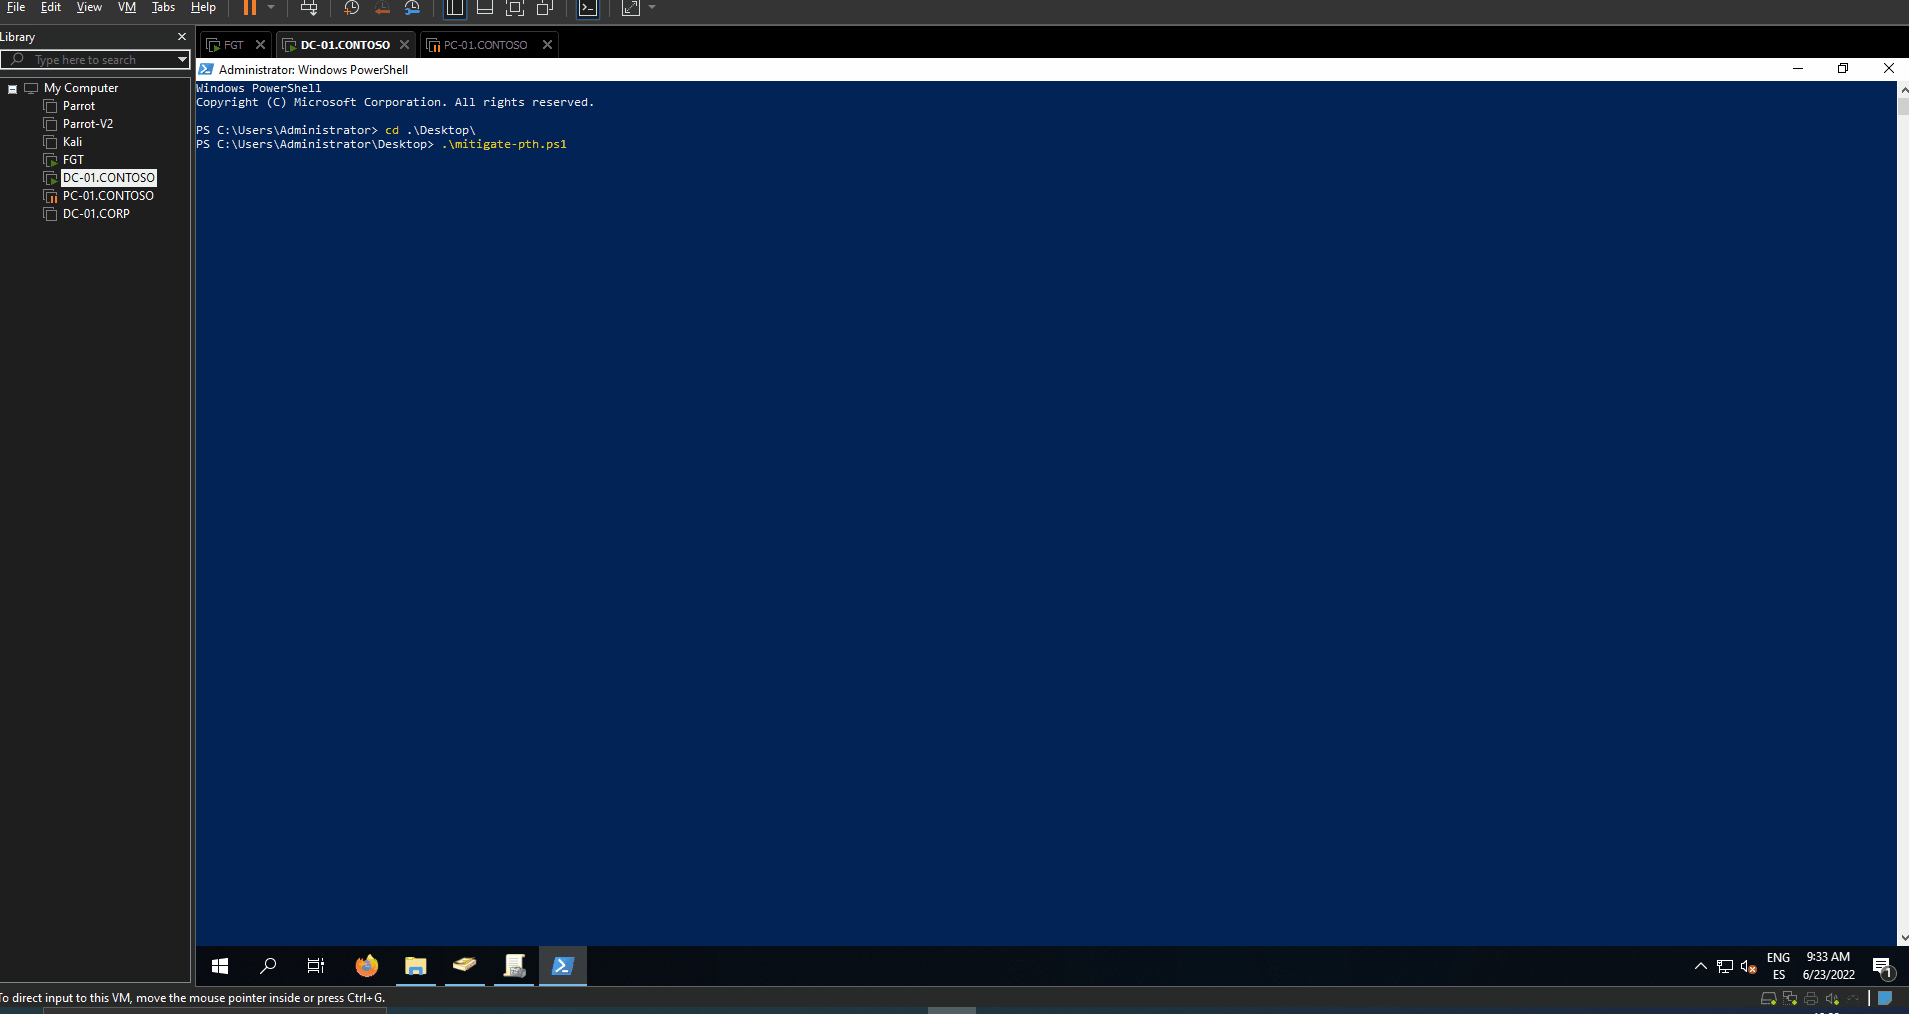 File Edit View VM Tabs Help
Library
Type here to search
My Computer
Parrot
Parrot-V2
Kali
FGT
DC-01.CONTOSO
PC-01.CONTOSO
DC-01.CORP
FGT DC-01.CONTOSO PC-01.CONTOSO
Administrator: Windows PowerShell
Windows PowerShell
Copyright (C) Microsoft Corporation. All rights reserved.
PS C:\Users\Administrator> cd .\Desktop\
PS C:\Users\Administrator\Desktop> .\mitigate-pth.ps1
ENG
ES
9:33 AM
6/23/2022
1
To direct input to this VM, move the mouse pointer inside or press Ctrl+G.